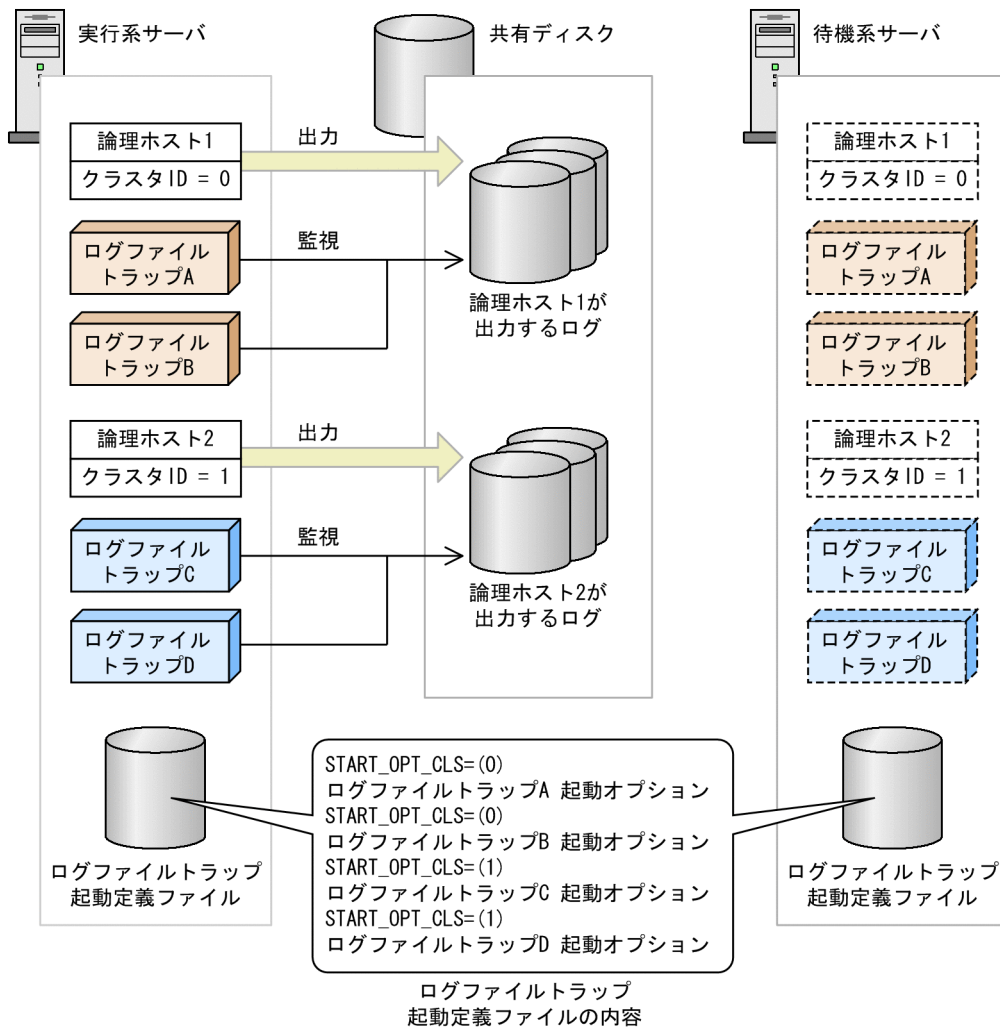 実行系サーバ
共有ディスク
待機系サーバ
論理ホスト1
クラスタID = 0
出力
ログファイル
トラップA
監視
ログファイル
トラップB
論理ホスト1が
出力するログ
論理ホスト1
クラスタID = 0
ログファイル
トラップA
ログファイル
トラップB
論理ホスト2
クラスタID = 1
出力
ログファイル
トラップC
監視
ログファイル
トラップD
論理ホスト2が
出力するログ
論理ホスト2
クラスタID = 1
ログファイル
トラップC
ログファイル
トラップD
ログファイルトラップ
起動定義ファイル
START_OPT_CLS=(0)
ログファイルトラップA 起動オプション
START_OPT_CLS=(0)
ログファイルトラップB 起動オプション
START_OPT_CLS=(1)
ログファイルトラップC 起動オプション
START_OPT_CLS=(1)
ログファイルトラップD 起動オプション
ログファイルトラップ
起動定義ファイルの内容
ログファイルトラップ
起動定義ファイル